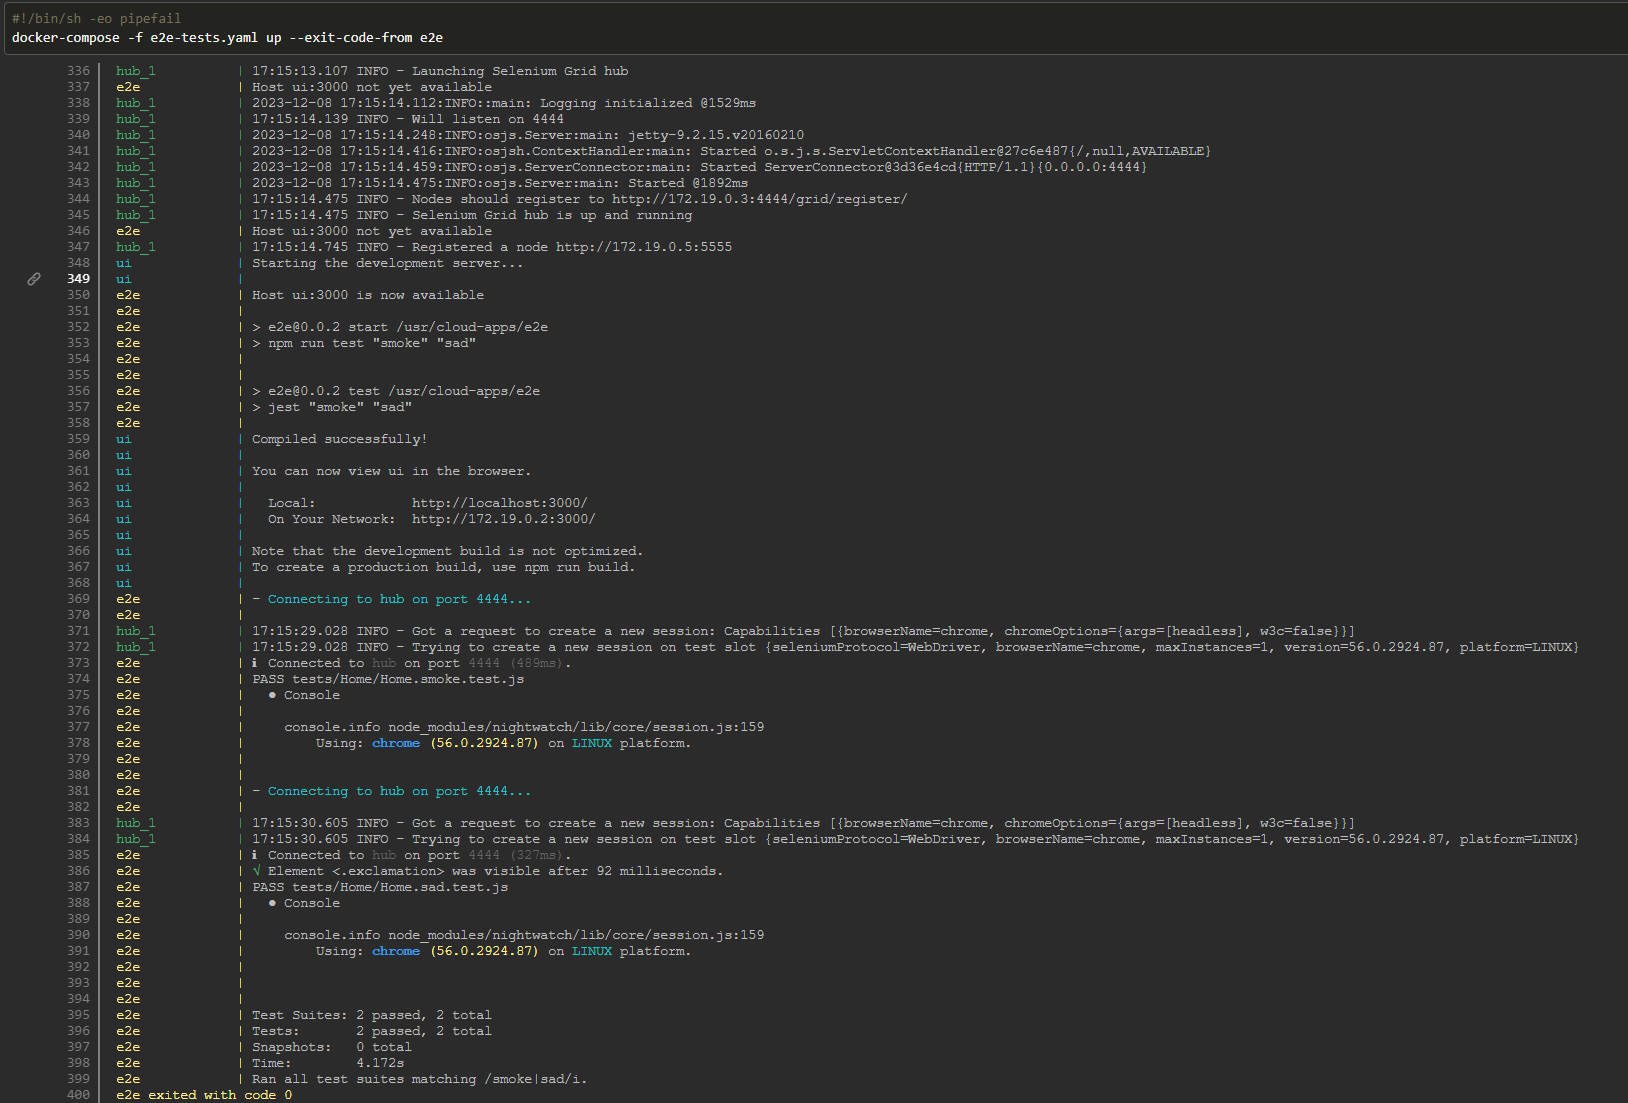 #!/bin/sh -eo pipefail
docker-compose -f e2e-tests.yaml up --exit-code-from e2e
336 hub_1 | 17:15:13.107 INFO - Launching Selenium Grid hub
337 e2e | Host ui:3000 not yet available
338 hub_1 | 2023-12-08 17:15:14.112:INFO::main: Logging initialized @1529ms
339 hub_1 | 17:15:14.139 INFO - Will listen on 4444
340 hub_1 | 2023-12-08 17:15:14.248:INFO:osjs.Server:main: jetty-9.2.15.v20160210
341 hub_1 | 2023-12-08 17:15:14.416:INFO:osjsh.ContextHandler:main: Started o.s.j.s.ServletContextHandler@27c6e487{/,null,AVAILABLE}
342 hub_1 | 2023-12-08 17:15:14.459:INFO:osjs.ServerConnector:main: Started ServerConnector@3d36e4cd{HTTP/1.1}{0.0.0.0:4444}
343 hub_1 | 2023-12-08 17:15:14.475:INFO:osjs.Server:main: Started @1892ms
344 hub_1 | 17:15:14.475 INFO - Nodes should register to http://172.19.0.3:4444/grid/register/
345 hub_1 | 17:15:14.475 INFO - Selenium Grid hub is up and running
346 e2e | Host ui:3000 not yet available
347 hub_1 | 17:15:14.745 INFO - Registered a node http://172.19.0.5:5555
348 ui | Starting the development server...
349 ui |
350 e2e | Host ui:3000 is now available
351 e2e |
352 e2e | > e2e@0.0.2 start /usr/cloud-apps/e2e
353 e2e | > npm run test "smoke" "sad"
354 e2e |
355 e2e |
356 e2e | > e2e@0.0.2 test /usr/cloud-apps/e2e
357 e2e | > jest "smoke" "sad"
358 e2e |
359 ui | Compiled successfully!
360 ui |
361 ui | You can now view ui in the browser.
362 ui |
363 ui | Local: http://localhost:3000/
364 ui | On Your Network: http://172.19.0.2:3000/
365 ui |
366 ui | Note that the development build is not optimized.
367 ui | To create a production build, use npm run build.
368 ui |
369 e2e | - Connecting to hub on port 4444...
370 e2e |
371 hub_1 | 17:15:29.028 INFO - Got a request to create a new session: Capabilities [{browserName=chrome, chromeOptions={args=[headless], w3c=false}}]
372 hub_1 | 17:15:29.028 INFO - Trying to create a new session on test slot {seleniumProtocol=WebDriver, browserName=chrome, maxInstances=1, version=56.0.2924.87, platform=LINUX}
373 e2e | ℹ Connected to hub on port 4444 (489ms).
374 e2e | PASS tests/Home/Home.smoke.test.js
375 e2e | ● Console
376 e2e |
377 e2e | console.info node_modules/nightwatch/lib/core/session.js:159
378 e2e | Using: chrome (56.0.2924.87) on LINUX platform.
379 e2e |
380 e2e |
381 e2e | - Connecting to hub on port 4444...
382 e2e |
383 hub_1 | 17:15:30.605 INFO - Got a request to create a new session: Capabilities [{browserName=chrome, chromeOptions={args=[headless], w3c=false}}]
384 hub_1 | 17:15:30.605 INFO - Trying to create a new session on test slot {seleniumProtocol=WebDriver, browserName=chrome, maxInstances=1, version=56.0.2924.87, platform=LINUX}
385 e2e | ℹ Connected to hub on port 4444 (327ms).
386 e2e | √ Element <.exclamation> was visible after 92 milliseconds.
387 e2e | PASS tests/Home/Home.sad.test.js
388 e2e | ● Console
389 e2e |
390 e2e | console.info node_modules/nightwatch/lib/core/session.js:159
391 e2e | Using: chrome (56.0.2924.87) on LINUX platform.
392 e2e |
393 e2e |
394 e2e |
395 e2e | Test Suites: 2 passed, 2 total
396 e2e | Tests: 2 passed, 2 total
397 e2e | Snapshots: 0 total
398 e2e | Time: 4.172s
399 e2e | Ran all test suites matching /smoke|sad/i.
400 e2e exited with code 0